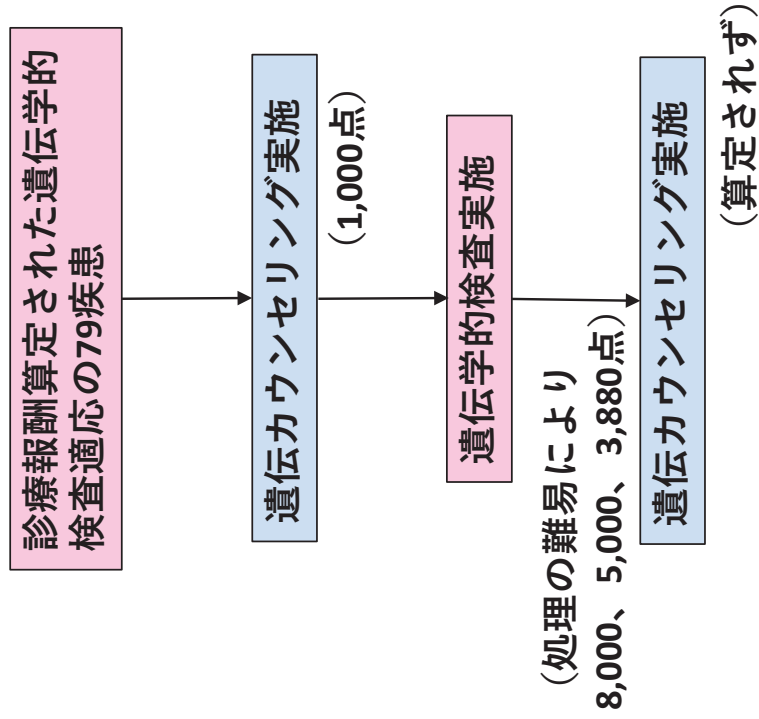 診療報酬算定された遺伝学的
検査適応の79疾患
遺伝カウンセリング実施
（1,000点）
遺伝学的検査実施
（処理の難易により
8,000、5,000、3,880点）
遺伝カウンセリング実施
（算定されず）